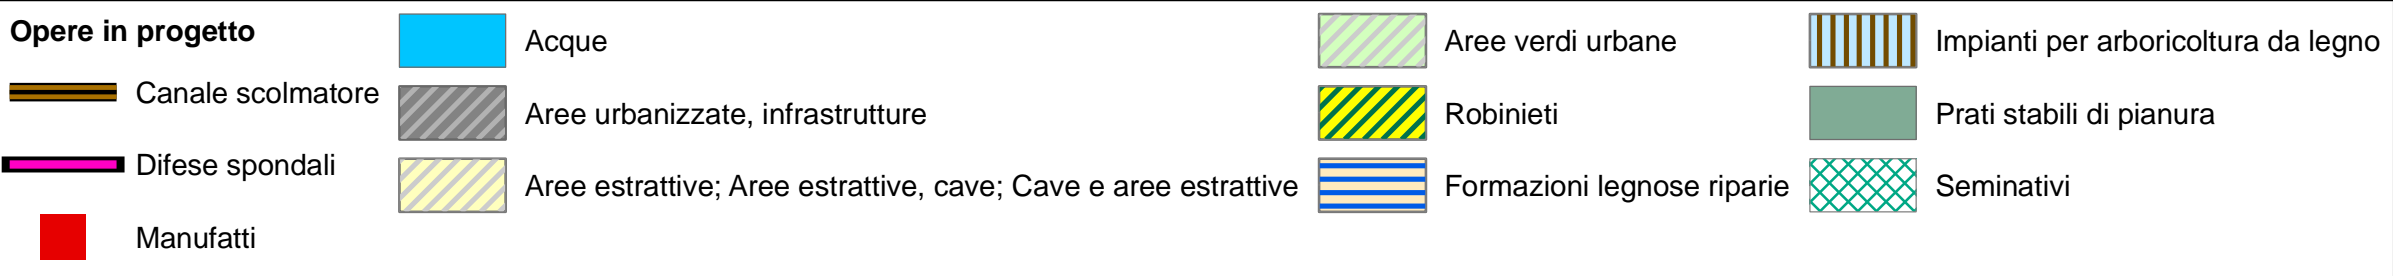 Opere in progetto
Canale scolmatore
Difese spondali
Manufatti
Acque
Aree urbanizzate, infrastrutture
Aree estrattive; Aree estrattive, cave; Cave e aree estrattive
Aree verdi urbane
Robinieti
Formazioni legnose riparie
Impianti per arboricoltura da legno
Prati stabili di pianura
Seminativi